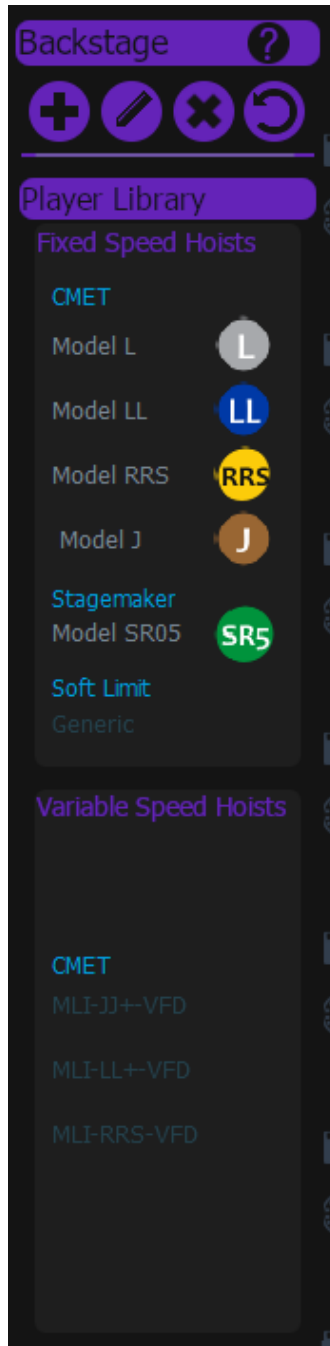 Backstage ?
Player Library
Fixed Speed Hoists
CMET
Model L L
Model LL LL
Model RRS RRS
Model J J
Stagemaker
Model SR05 SR5
Soft Limit
Generic
Variable Speed Hoists
CMET
MLI-JJ+-VFD
MLI-LL+-VFD
MLI-RRS-VFD